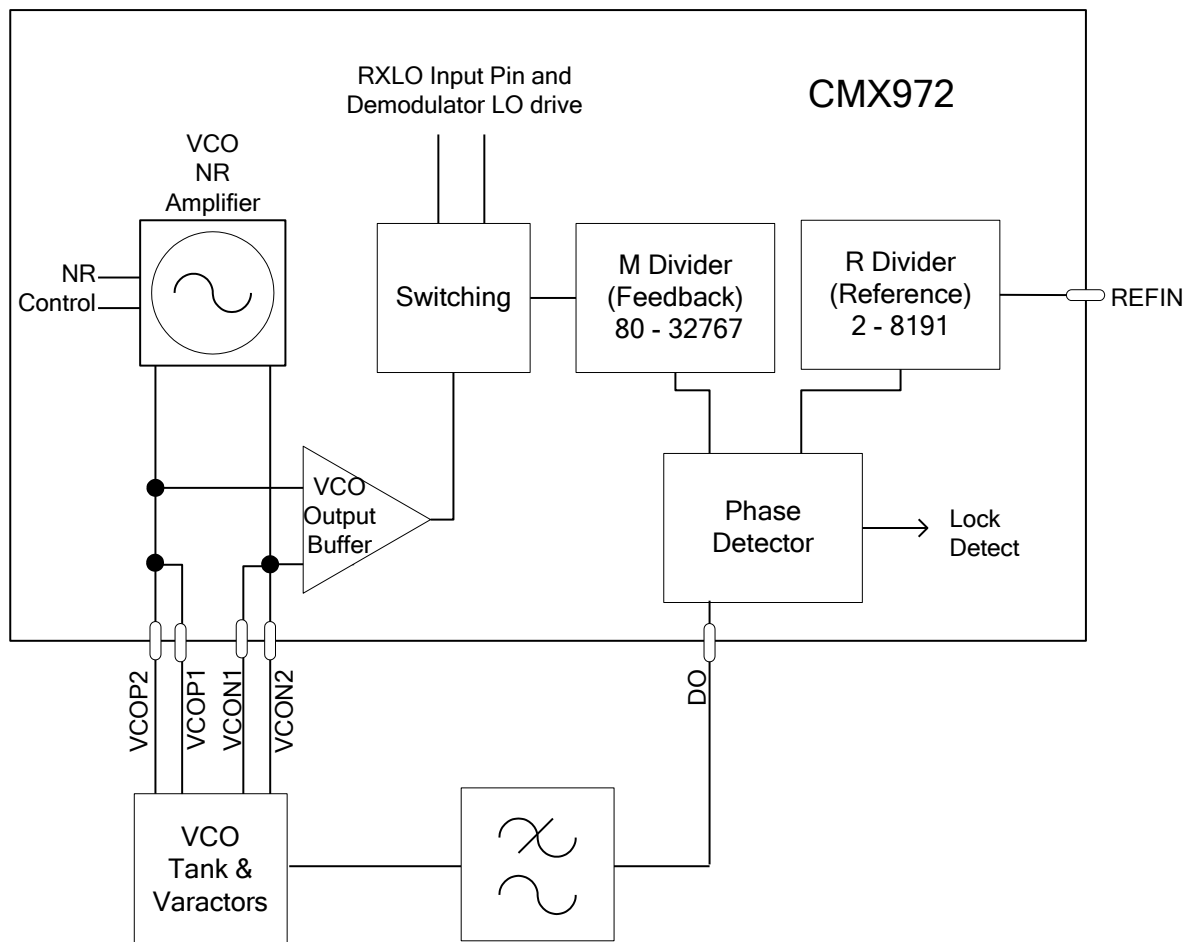 RXLO Input Pin and
Demodulator LO drive
CMX972
VCO
NR
Amplifier
NR
Control
Switching
M Divider
(Feedback)
80 - 32767
R Divider
(Reference)
2 - 8191
REFIN
VCO
Output
Buffer
Phase
Detector
Lock
Detect
VCOP2
VCOP1
VCON1
VCON2
DO
VCO
Tank &
Varactors